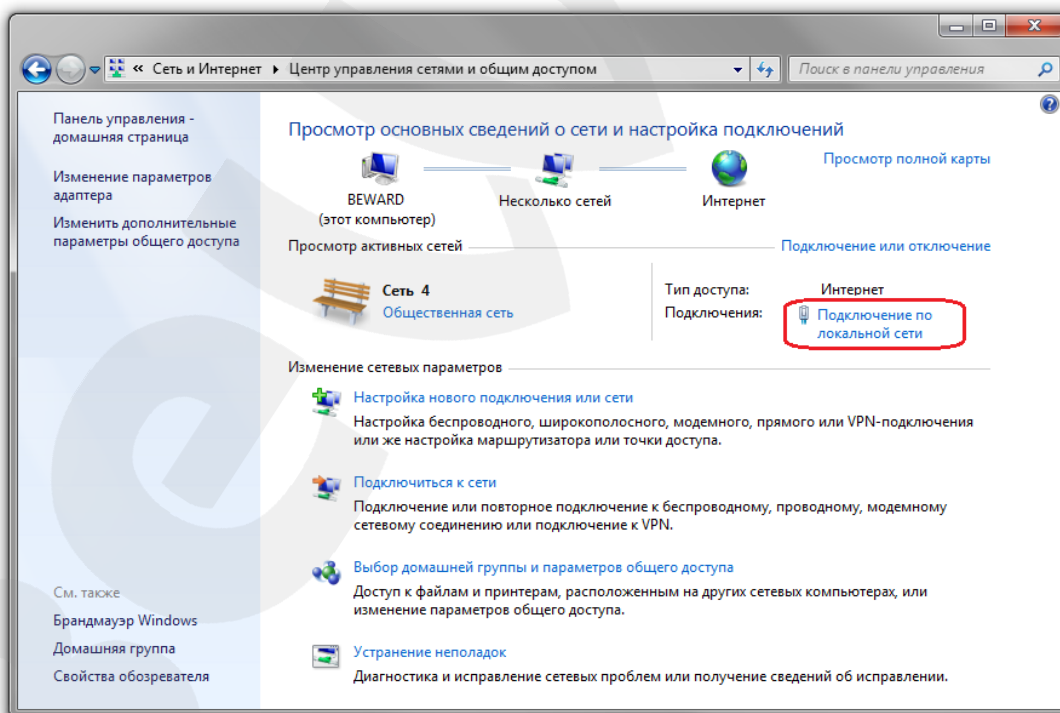 « Сеть и Интернет ▸ Центр управления сетями и общим доступом
Поиск в панели управления
Панель управления -
домашняя страница
Изменение параметров
адаптера
Изменить дополнительные
параметры общего доступа
См. также
Брандмауэр Windows
Домашняя группа
Свойства обозревателя
Просмотр основных сведений о сети и настройка подключений
Просмотр полной карты
BEWARD
(этот компьютер)
Несколько сетей
Интернет
Просмотр активных сетей
Подключение или отключение
Сеть 4
Общественная сеть
Тип доступа: Интернет
Подключения: Подключение по
локальной сети
Изменение сетевых параметров
Настройка нового подключения или сети
Настройка беспроводного, широкополосного, модемного, прямого или VPN-подключения
или же настройка маршрутизатора или точки доступа.
Подключиться к сети
Подключение или повторное подключение к беспроводному, проводному, модемному
сетевому соединению или подключение к VPN.
Выбор домашней группы и параметров общего доступа
Доступ к файлам и принтерам, расположенным на других сетевых компьютерах, или
изменение параметров общего доступа.
Устранение неполадок
Диагностика и исправление сетевых проблем или получение сведений об исправлении.